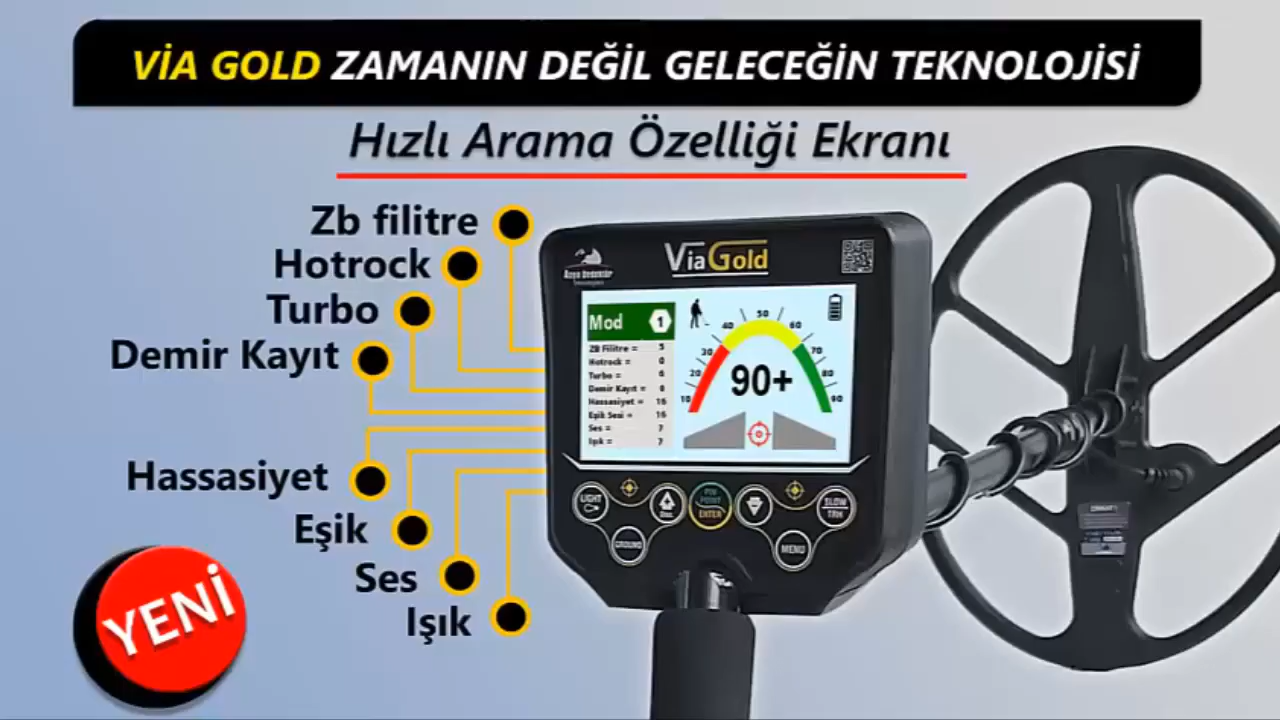 VİA GOLD ZAMANIN DEĞİL GELECEĞİN TEKNOLOJİSİ
Hızlı Arama Özelliği Ekranı
Zb filitre
Hotrock
Turbo
Demir Kayıt
Hassasiyet
Eşik
Ses
Işık
YENİ
ViaGold
Mod 1
ZB Filitre = 5
Hotrock = 0
Turbo = 6
Demir Kayıt = 8
Hassasiyet = 16
Eşik Sesi = 16
Ses = 7
Işık = 7
10 20 30 40 50 60 70 80 90
90+
LIGHT
PIN POINT ENTER
SLOW TRH
GROUND
MENU